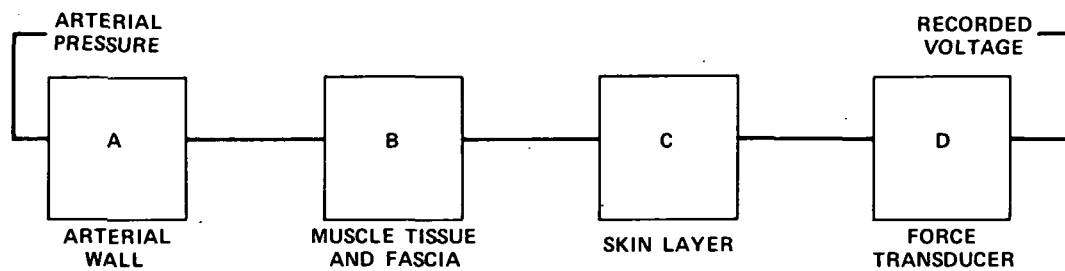 ARTERIAL
PRESSURE
RECORDED
VOLTAGE
A
B
C
D
ARTERIAL
WALL
MUSCLE TISSUE
AND FASCIA
SKIN LAYER
FORCE
TRANSDUCER